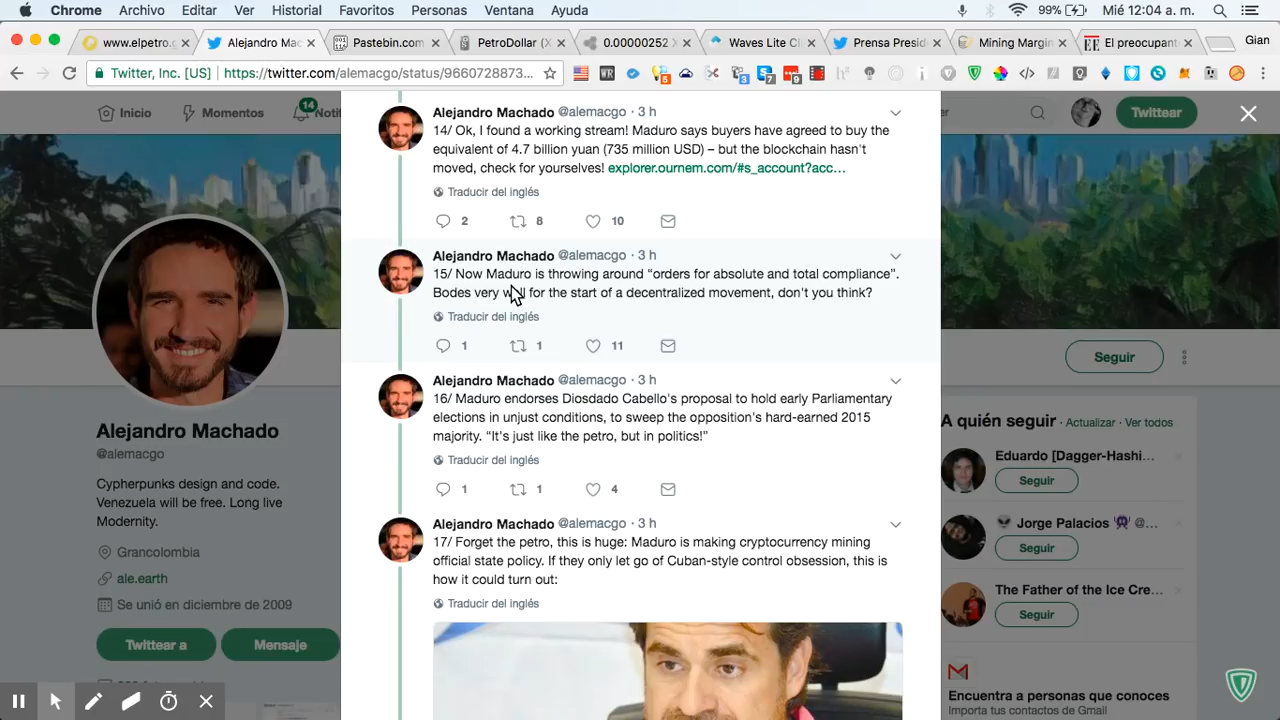 Chrome Archivo Editar Ver Historial Favoritos Personas Ventana Ayuda 99% Mié 12:04 a. m.
www.elpetro.g Alejandro Mac Pastebin.com PetroDollar (X 0.00000252 X Waves Lite Cl Prensa Presid Mining Margin El preocupant Gian
Twitter, Inc. [US] https://twitter.com/alemacgo/status/9660728873...
Inicio Momentos 14 Noti Twittear
Alejandro Machado @alemacgo · 3 h
14/ Ok, I found a working stream! Maduro says buyers have agreed to buy the
equivalent of 4.7 billion yuan (735 million USD) – but the blockchain hasn't
moved, check for yourselves! explorer.ournem.com/#s_account?acc...
Traducir del inglés
2 8 10
Alejandro Machado @alemacgo · 3 h
15/ Now Maduro is throwing around “orders for absolute and total compliance”.
Bodes very well for the start of a decentralized movement, don't you think?
Traducir del inglés
1 1 11
Alejandro Machado @alemacgo · 3 h
16/ Maduro endorses Diosdado Cabello's proposal to hold early Parliamentary
elections in unjust conditions, to sweep the opposition's hard-earned 2015
majority. “It's just like the petro, but in politics!”
Traducir del inglés
1 1 4
Alejandro Machado @alemacgo · 3 h
17/ Forget the petro, this is huge: Maduro is making cryptocurrency mining
official state policy. If they only let go of Cuban-style control obsession, this is
how it could turn out:
Traducir del inglés
Alejandro Machado
@alemacgo
Cypherpunks design and code.
Venezuela will be free. Long live
Modernity.
Grancolombia
ale.earth
Se unió en diciembre de 2009
Twittear a Mensaje
Seguir
A quién seguir · Actualizar · Ver todos
Eduardo [Dagger-Hashi...
Seguir
Jorge Palacios @...
Seguir
The Father of the Ice Cre...
Seguir
Encuentra a personas que conoces
Importa tus contactos de Gmail